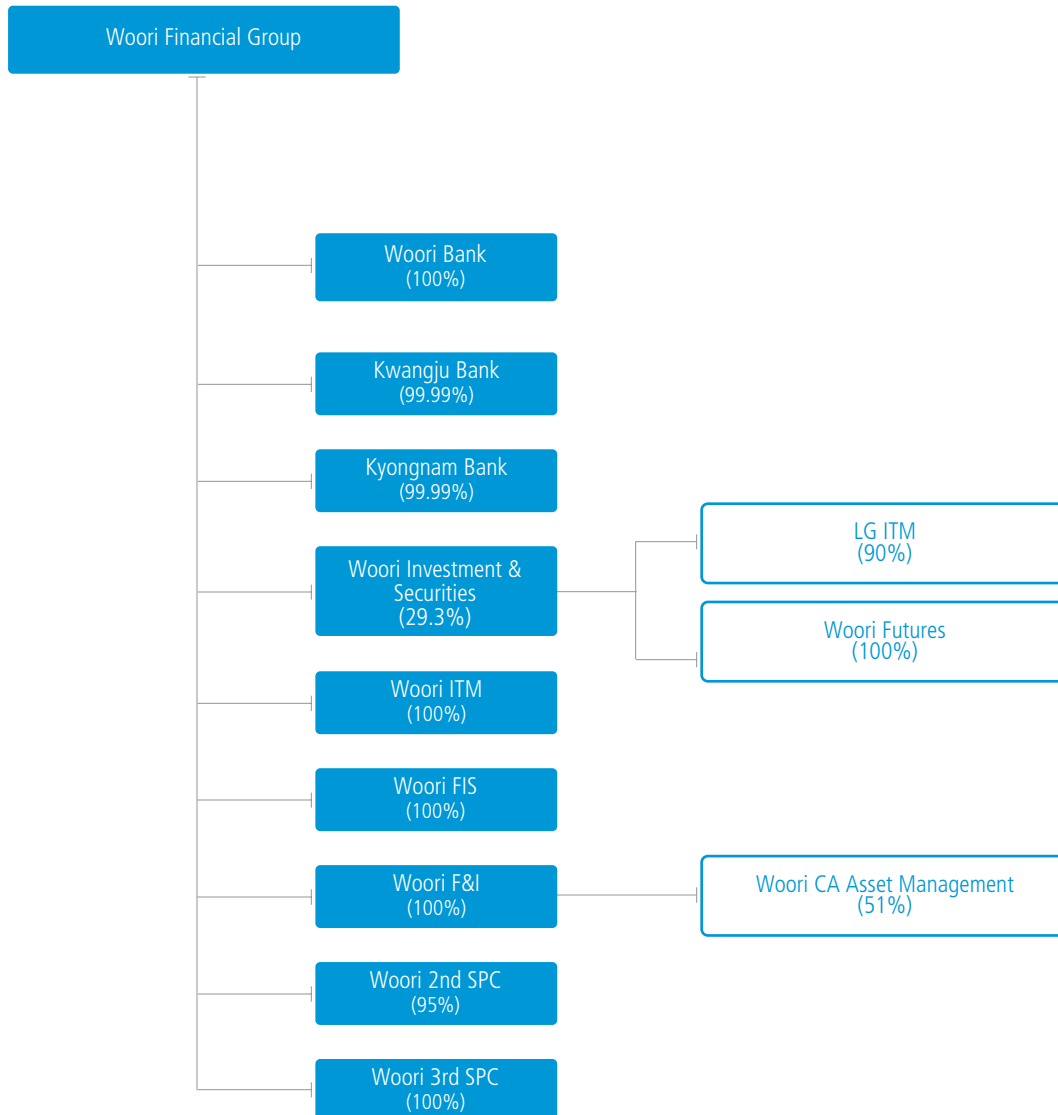 Woori Financial Group
Woori Bank
(100%)
Kwangju Bank
(99.99%)
Kyongnam Bank
(99.99%)
Woori Investment &
Securities
(29.3%)
LG ITM
(90%)
Woori Futures
(100%)
Woori ITM
(100%)
Woori FIS
(100%)
Woori F&I
(100%)
Woori CA Asset Management
(51%)
Woori 2nd SPC
(95%)
Woori 3rd SPC
(100%)